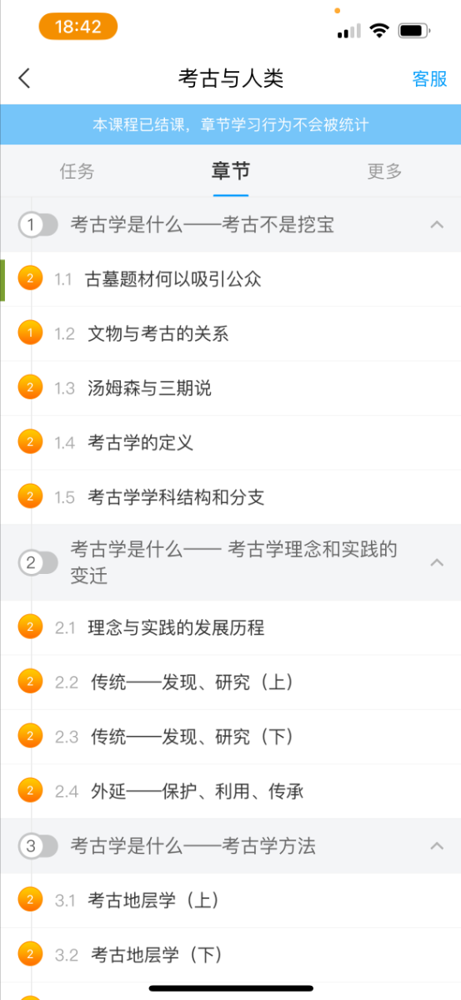 18:42
考古与人类
客服
本课程已结课，章节学习行为不会被统计
任务
章节
更多
1 考古学是什么——考古不是挖宝
2 1.1 古墓题材何以吸引公众
1 1.2 文物与考古的关系
2 1.3 汤姆森与三期说
2 1.4 考古学的定义
2 1.5 考古学学科结构和分支
2 考古学是什么—— 考古学理念和实践的
变迁
2 2.1 理念与实践的发展历程
2 2.2 传统——发现、研究（上）
2 2.3 传统——发现、研究（下）
2 2.4 外延——保护、利用、传承
3 考古学是什么——考古学方法
2 3.1 考古地层学（上）
2 3.2 考古地层学（下）